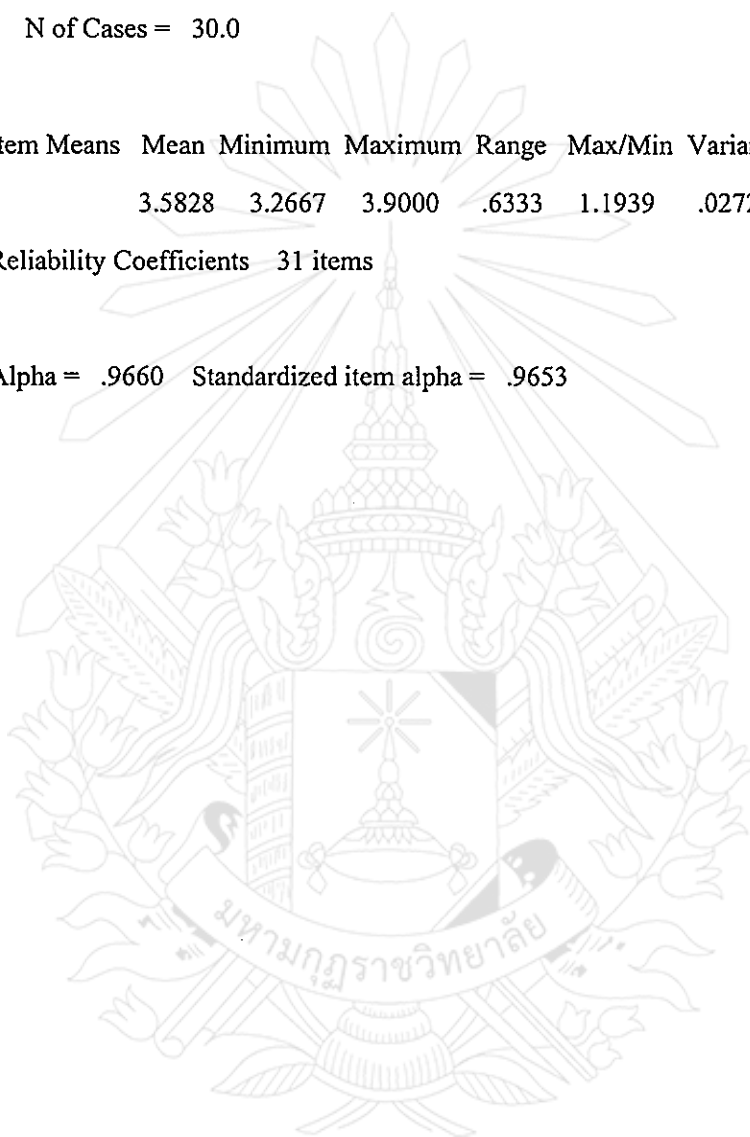 N of Cases = 30.0
Item Means Mean Minimum Maximum Range Max/Min
3.5828 3.2667 3.9000 .6333 1.1939 .0272
Reliability Coefficients 31 items
Alpha = .9660 Standardized item alpha = .9653
มหามกุฏราชวิทยาลัย